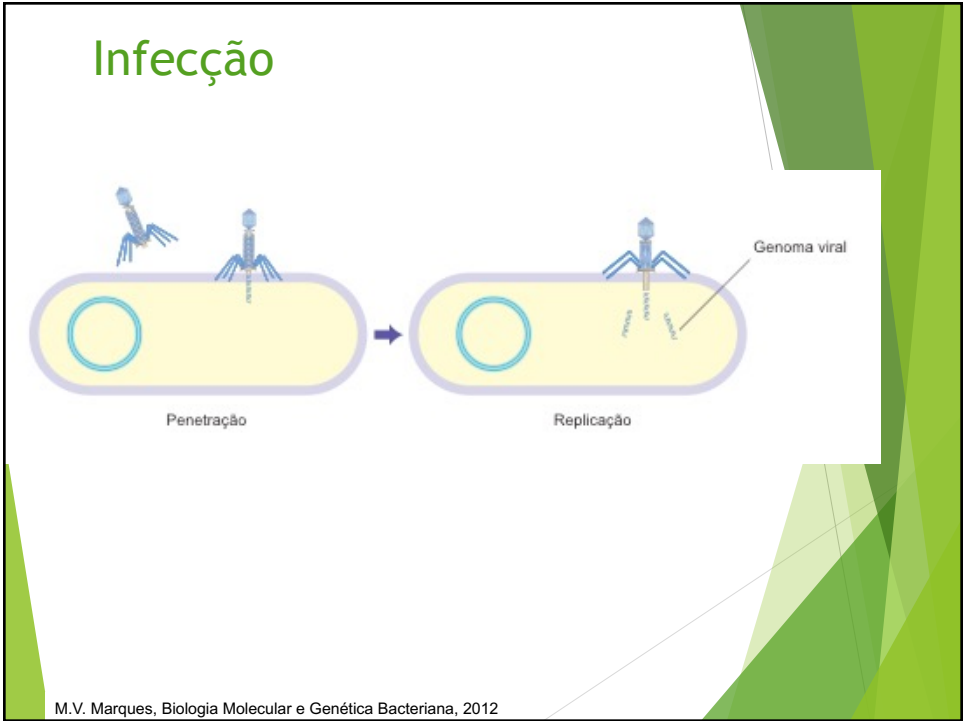 Infecção
Genoma viral
Penetração
Replicação
M.V. Marques, Biologia Molecular e Genética Bacteriana, 2012